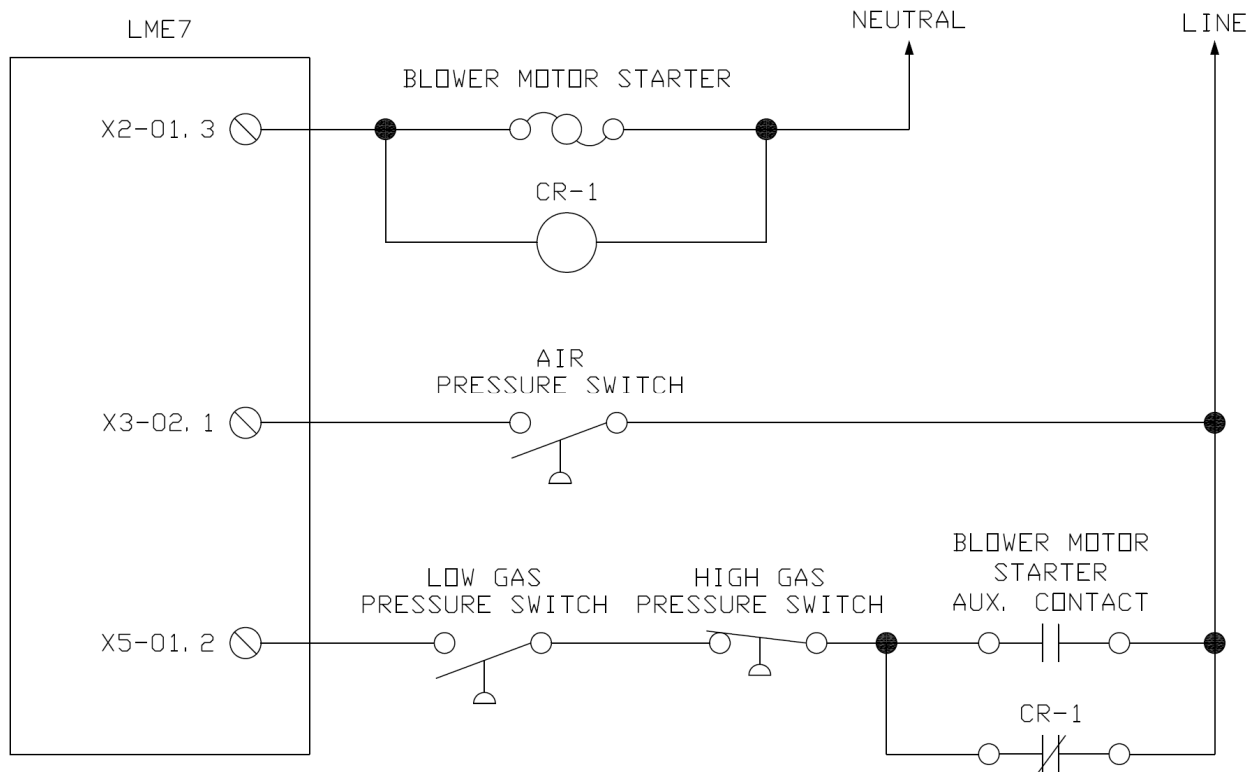 LME7
NEUTRAL
LINE
BLOWER MOTOR STARTER
X2-01.3
CR-1
AIR
PRESSURE SWITCH
X3-02.1
BLOWER MOTOR
STARTER
AUX. CONTACT
LOW GAS
PRESSURE SWITCH
HIGH GAS
PRESSURE SWITCH
X5-01.2
CR-1